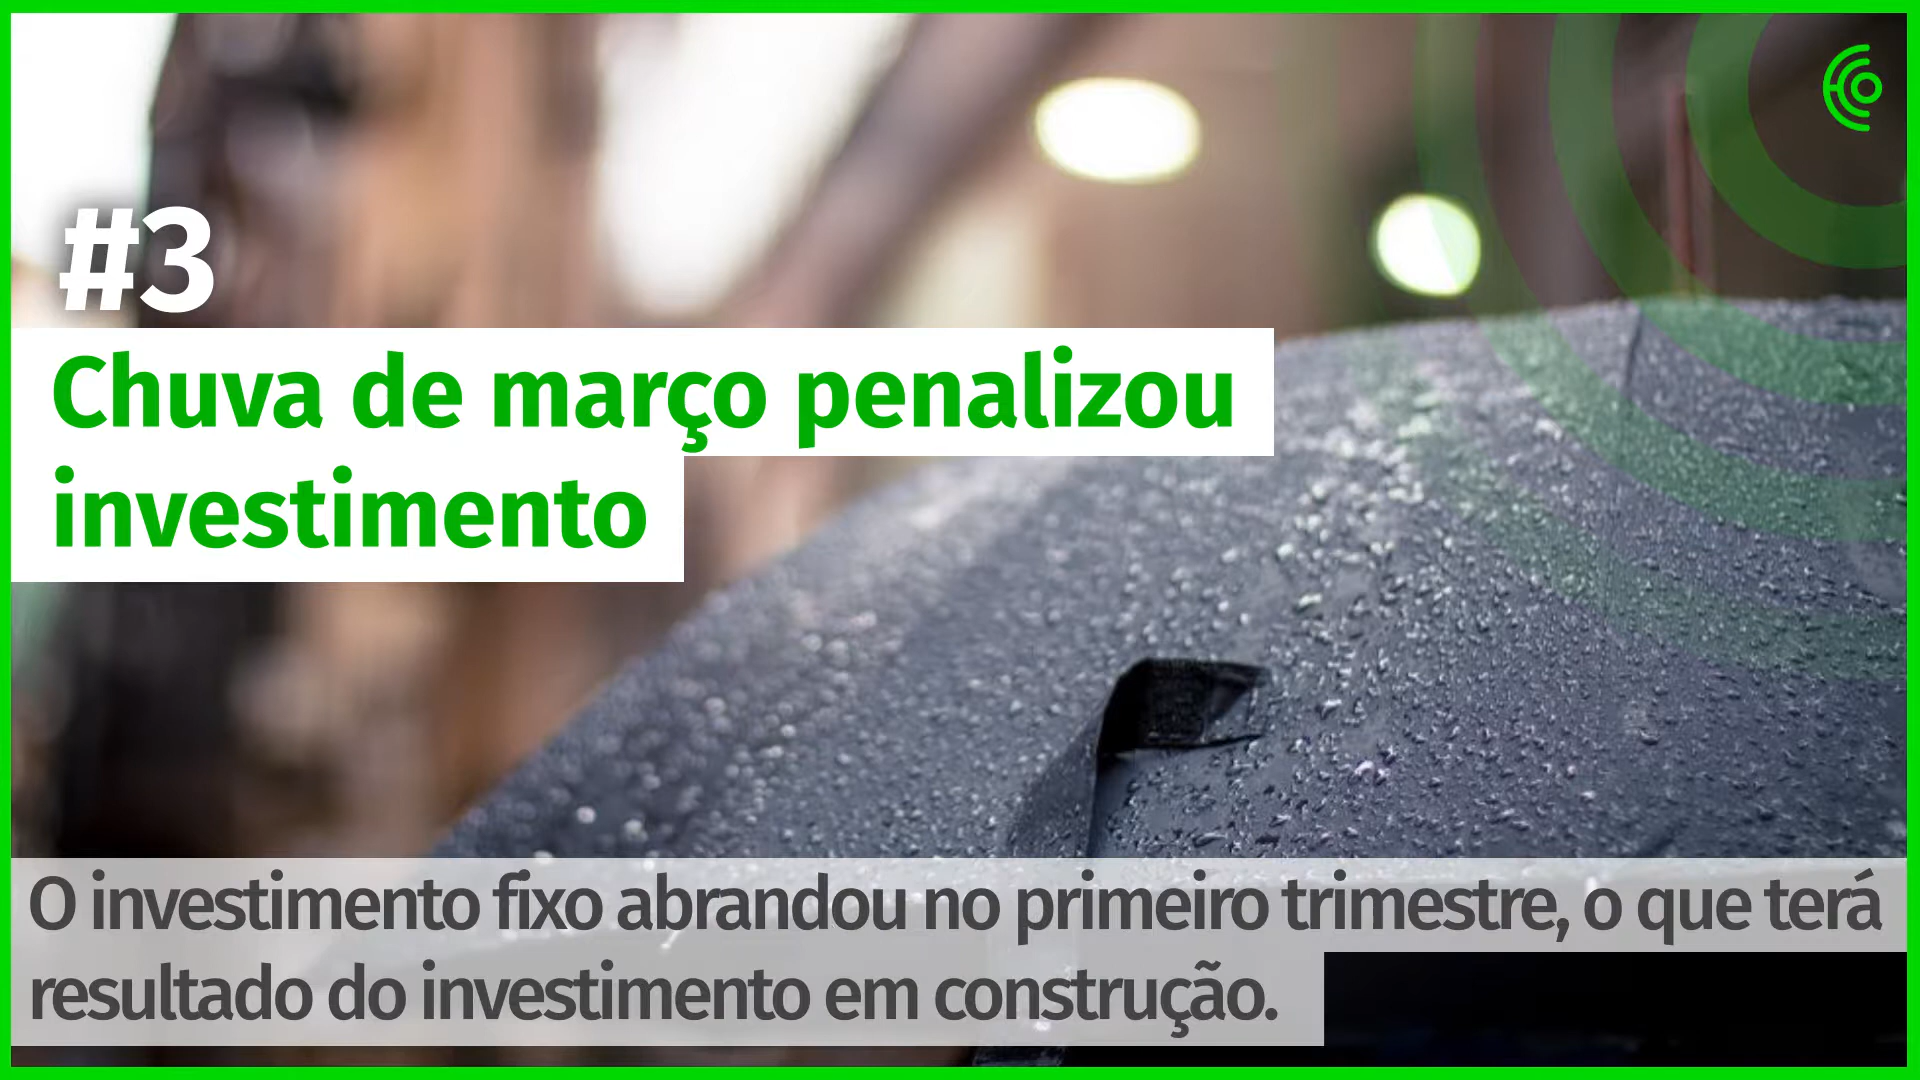 #3
Chuva de março penalizou
investimento
O investimento fixo abrandou no primeiro trimestre, o que terá
resultado do investimento em construção.